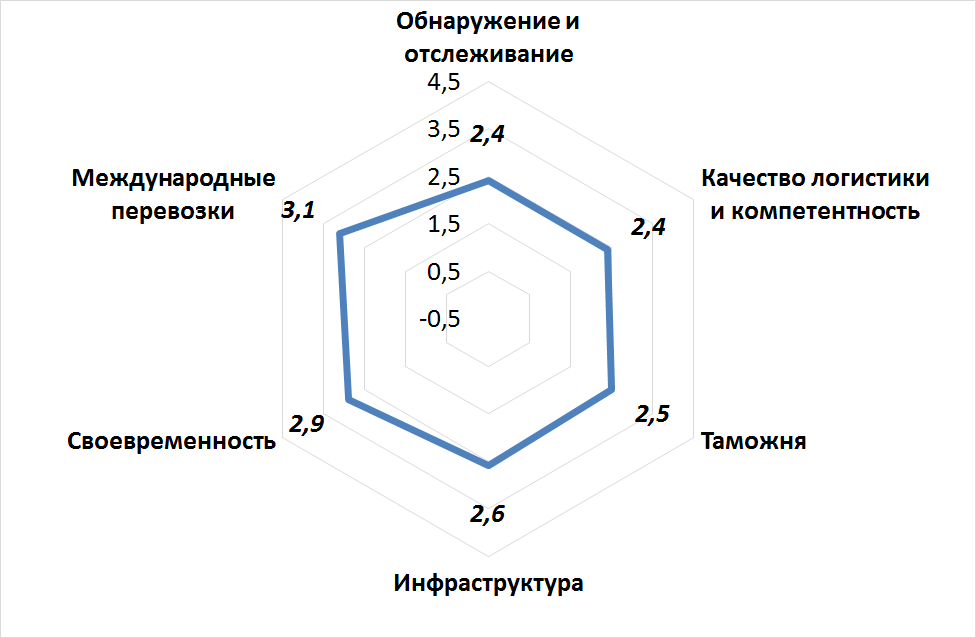 Обнаружение и
отслеживание
4,5
3,5
2,4
2,5
Международные
перевозки
3,1
1,5
Качество логистики
и компетентность
2,4
0,5
-0,5
2,9
Своевременность
2,5
Таможня
2,6
Инфраструктура